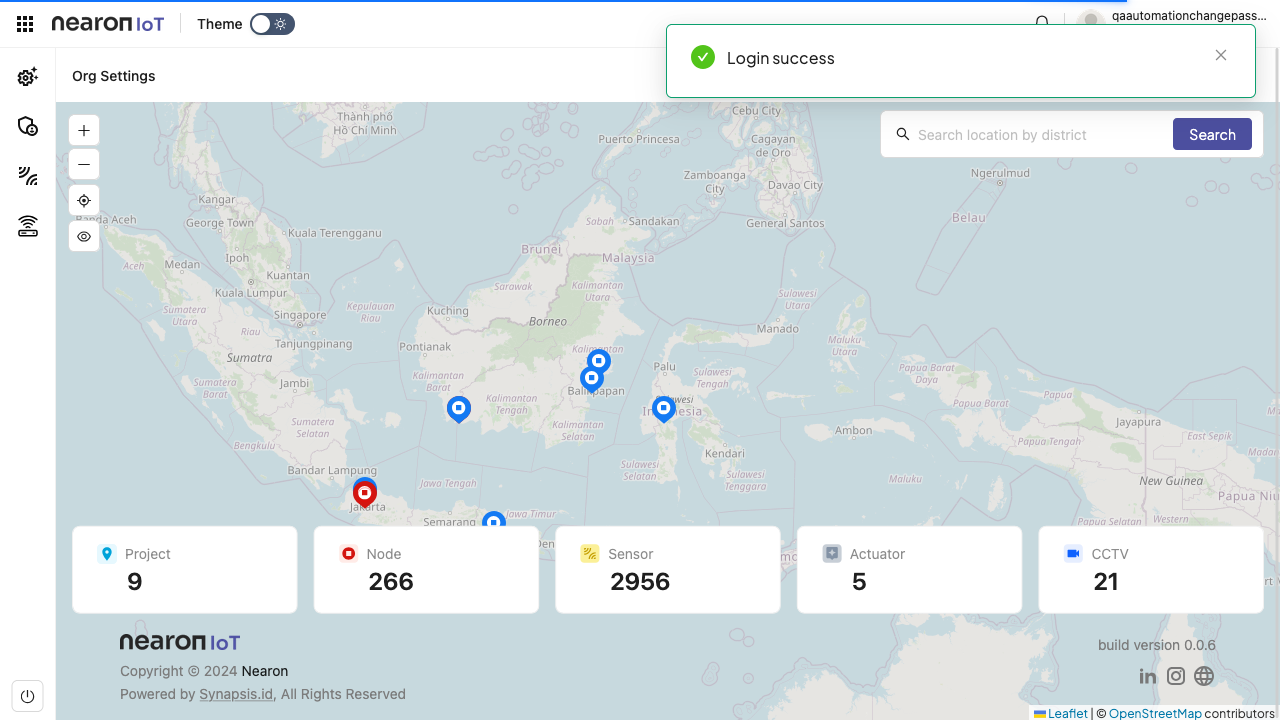 nearon IoT
Theme
qaautomationchangepass...
Login success
Org Settings
Search location by district
Search
Thành phố
Hồ Chí Minh
Cebu City
Puerto Princesa
Cagayan
de Oro
Zamboanga
City
Davao City
Ngerulmud
Kangar
Banda Aceh
George Town
Kuala Terengganu
Sabah
Sandakan
General Santos
Belau
Ipoh
Brunei
Malaysia
Aceh
Medan
Kuantan
Kuala Lumpur
Sarawak
Kalimantan
Utara
Sulawesi
Utara
Sumatera
Utara
Kepulauan
Riau
Kuching
Singapore
Riau
Borneo
Manado
Tanjungpinang
Maluku
Utara
Pontianak
Kalimantan
Sumatra
Palu
Papua Barat
Daya
Sulawesi
Tengah
Sumatera
Barat
Jambi
Kalimantan
Barat
Balikpapan
Kalimantan
Tengah
Papua Barat
Indonesia
Sumatera
Selatan
Kalimantan
Selatan
Ambon
Jayapura
East Sepik
Papua Tengah
Bengkulu
Kendari
Bandar Lampung
Sulawesi
Selatan
Sulawesi
Tenggara
Maluku
New Guinea
Jawa Tengah
Papua Niu
Jakarta
Semarang
Jawa Timur
Papua Selatan
Western
Project
9
Node
266
Sensor
2956
Actuator
5
CCTV
21
nearon IoT
build version 0.0.6
Copyright © 2024 Nearon
Powered by Synapsis.id, All Rights Reserved
Leaflet | © OpenStreetMap contributors